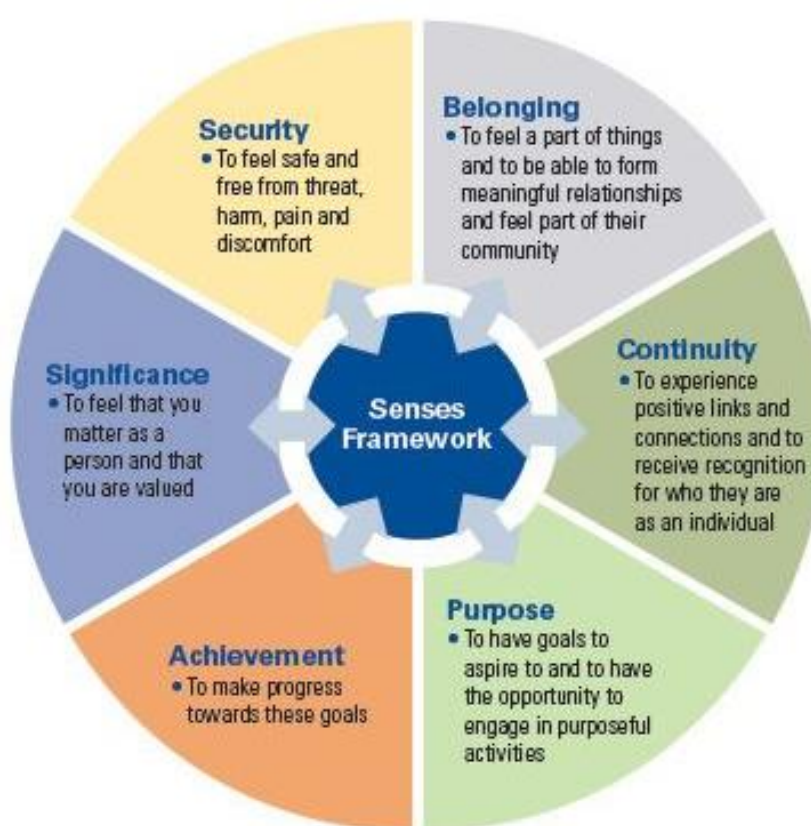 Security
• To feel safe and
free from threat,
harm, pain and
discomfort
Belonging
• To feel a part of things
and to be able to form
meaningful relationships
and feel part of their
community
Continuity
• To experience
positive links and
connections and to
receive recognition
for who they are
as an individual
Purpose
• To have goals to
aspire to and to have
the opportunity to
engage in purposeful
activities
Achievement
• To make progress
towards these goals
Significance
• To feel that you
matter as a
person and that
you are valued
Senses
Framework